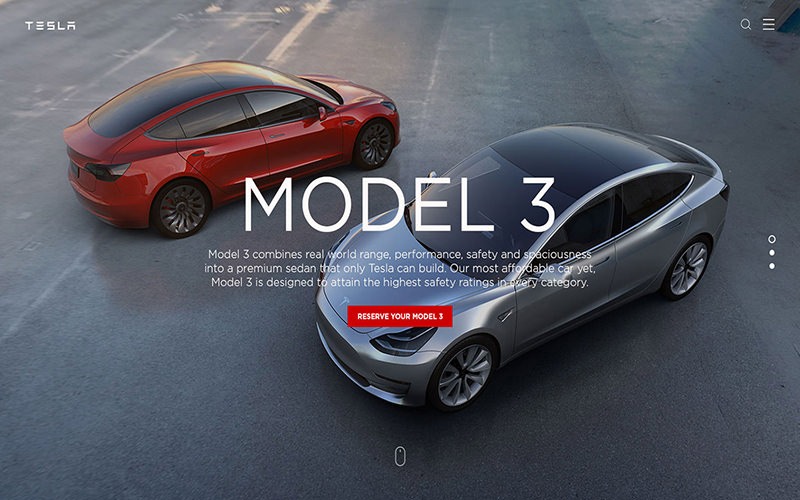 TESLA
MODEL 3
Model 3 combines real world range, performance, safety and spaciousness
into a premium sedan that only Tesla can build. Our most affordable car yet,
Model 3 is designed to attain the highest safety ratings in every category.
RESERVE YOUR MODEL 3